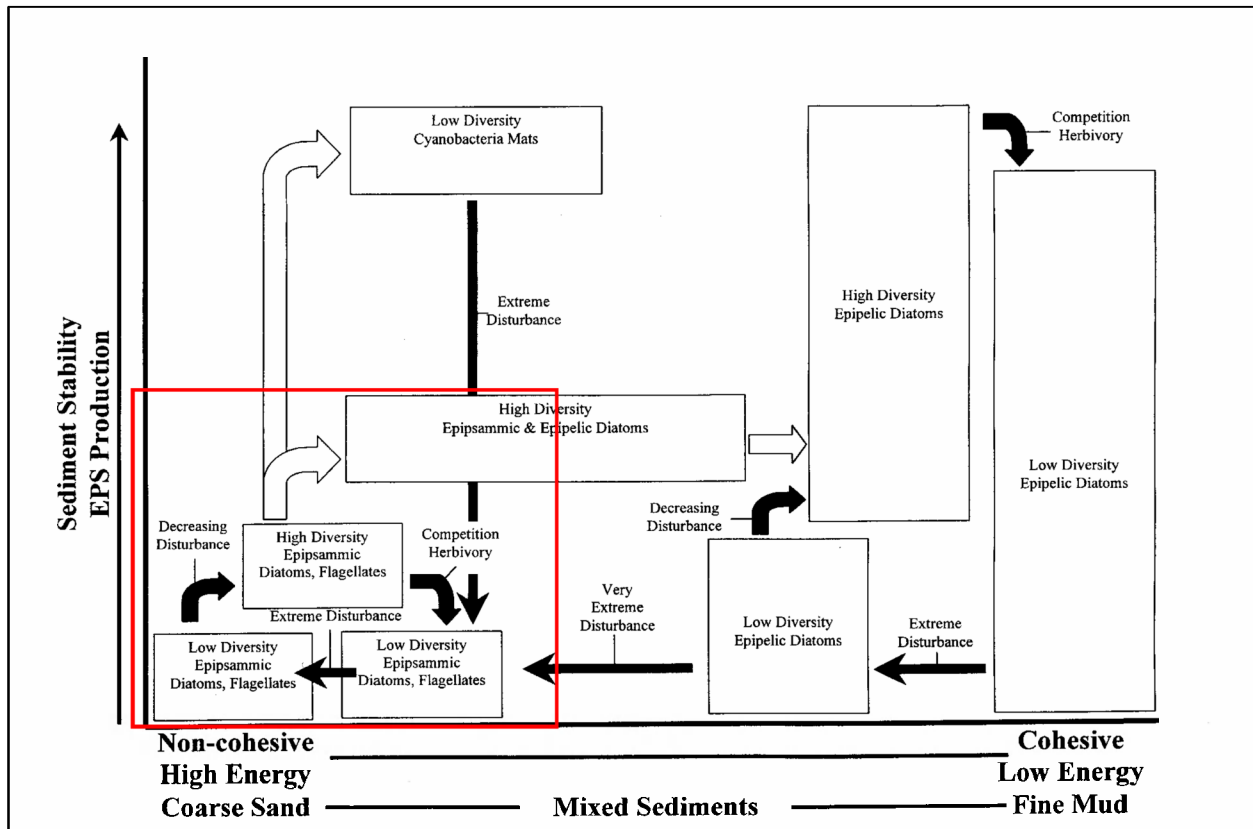 Low Diversity
Cyanobacteria Mats
Competition
Herbivory
Extreme
Disturbance
High Diversity
Epipelic Diatoms
Sediment Stability
EPS Production
High Diversity
Epipsammic & Epipelic Diatoms
Low Diversity
Epipelic Diatoms
Decreasing
Disturbance
High Diversity
Epipsammic
Diatoms, Flagellates
Competition
Herbivory
Decreasing
Disturbance
Extreme Disturbance
Low Diversity
Epipsammic
Diatoms, Flagellates
Low Diversity
Epipsammic
Diatoms, Flagellates
Very
Extreme
Disturbance
Low Diversity
Epipelic Diatoms
Extreme
Disturbance
Non-cohesive
High Energy
Coarse Sand
Mixed Sediments
Cohesive
Low Energy
Fine Mud